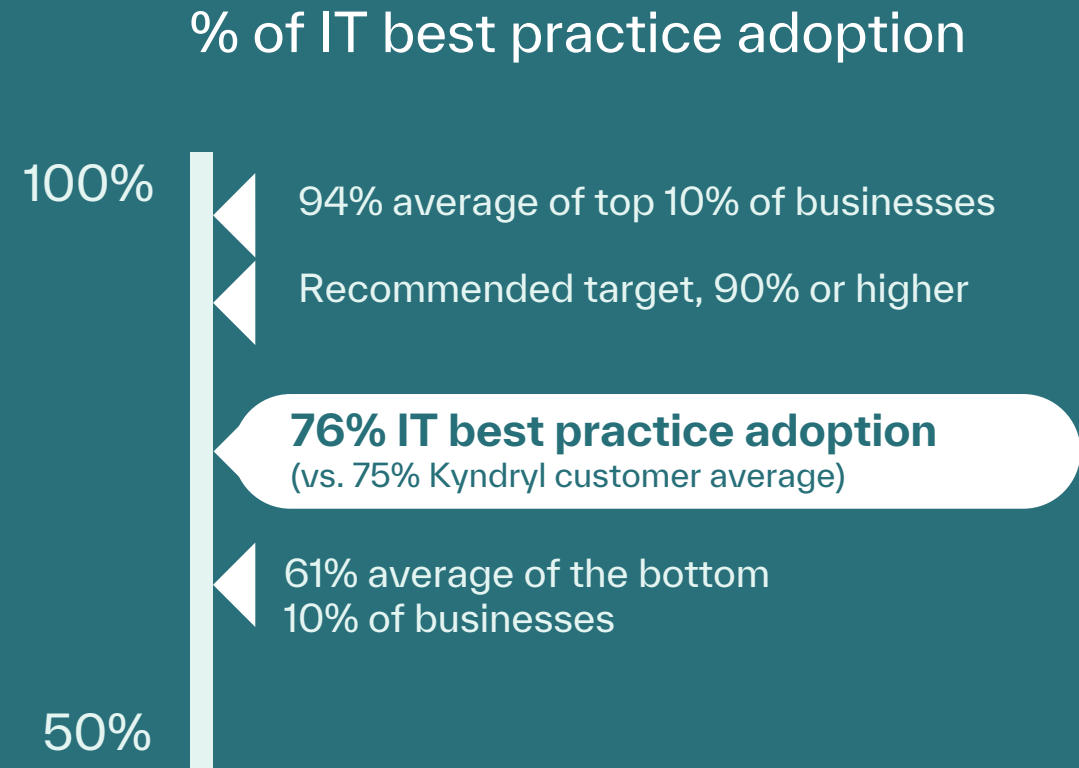 % of IT best practice adoption
100%
94% average of top 10% of businesses
Recommended target, 90% or higher
76% IT best practice adoption
(vs. 75% Kyndryl customer average)
61% average of the bottom
10% of businesses
50%